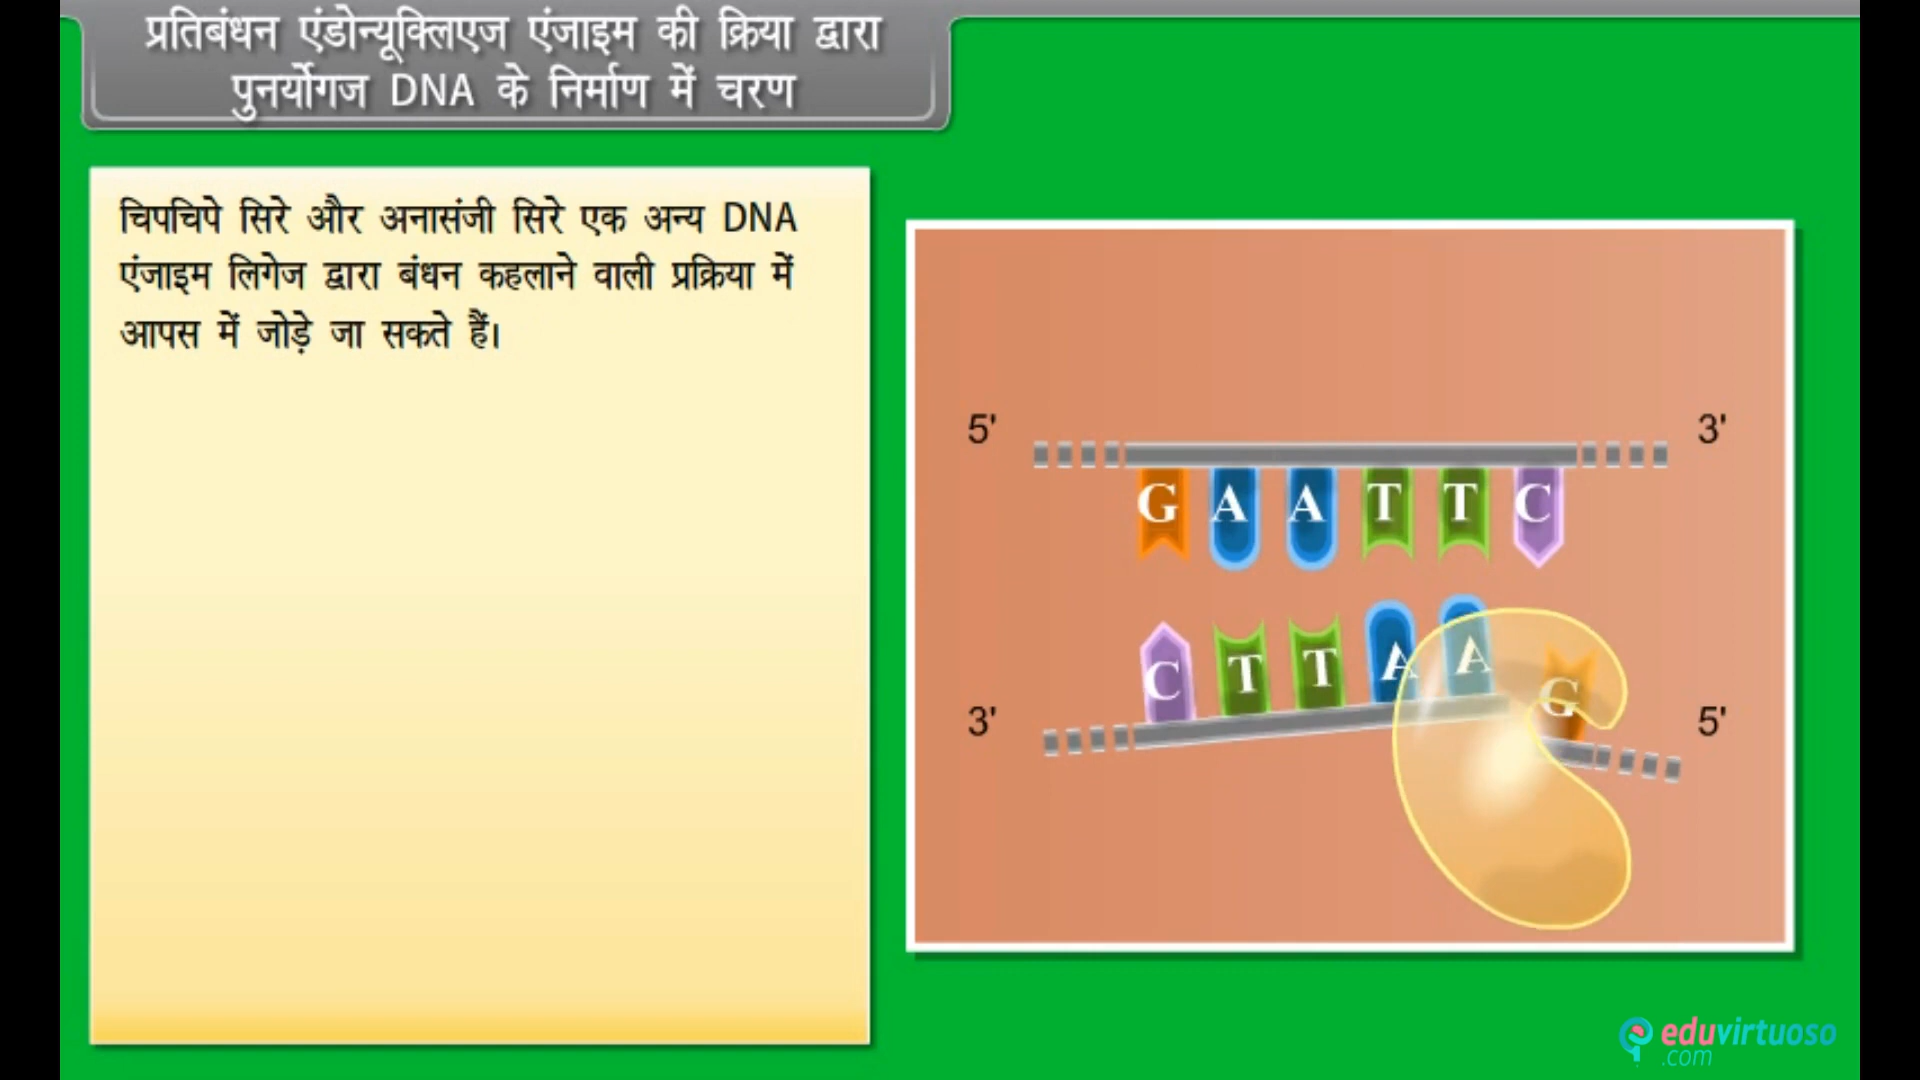 प्रतिबंधन एंडोन्यूक्लिएज एंजाइम की क्रिया द्वारा
पुनर्योगज DNA के निर्माण में चरण
चिपचिपे सिरे और अनासंजी सिरे एक अन्य DNA
एंजाइम लिगेज द्वारा बंधन कहलाने वाली प्रक्रिया में
आपस में जोड़े जा सकते हैं।
5' 3'
G A A T T C
C T T A A G
3' 5'
eduvirtuoso
.com